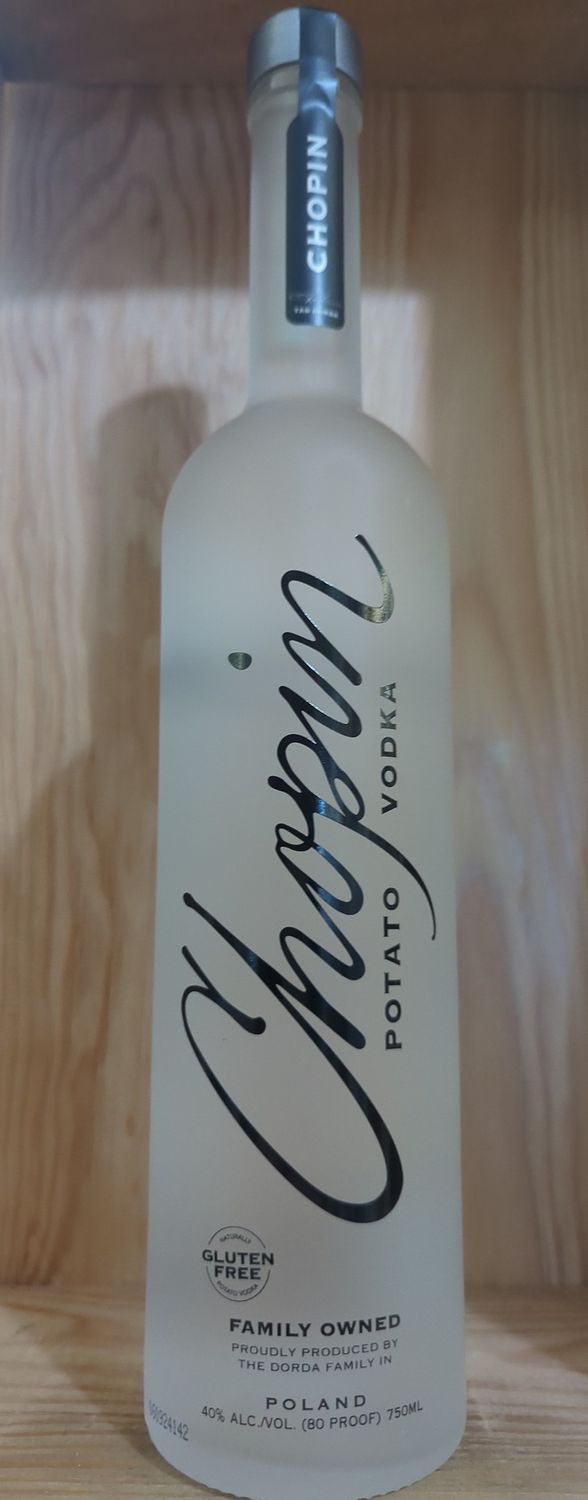 CHOPIN
Chopin
POTATO VODKA
NATURALLY
GLUTEN
FREE
POTATO VODKA
FAMILY OWNED
PROUDLY PRODUCED BY
THE DORDA FAMILY IN
POLAND
40% ALC./VOL. (80 PROOF) 750ML